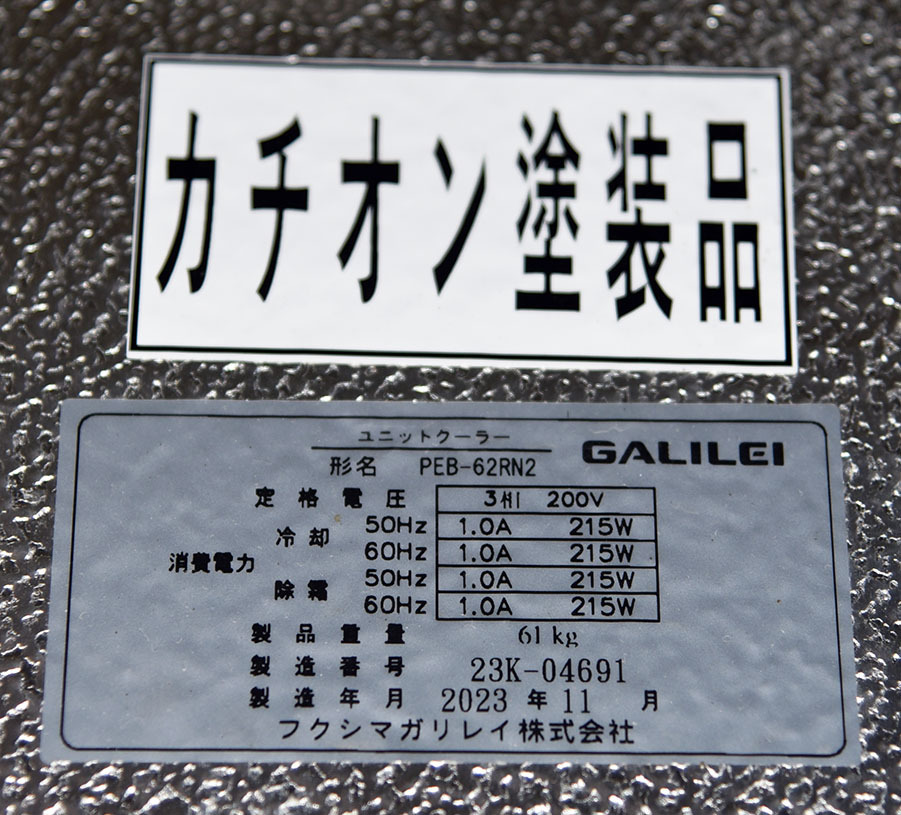 カチオン塗装品
ユニットクーラー
GALILEI
形名 PEB-62RN2
定格電圧 3相 200V
消費電力
冷却 50Hz 1.0A 215W
60Hz 1.0A 215W
除霜 50Hz 1.0A 215W
60Hz 1.0A 215W
製品重量 61kg
製造番号 23K-04691
製造年月 2023年11月
フクシマガリレイ株式会社